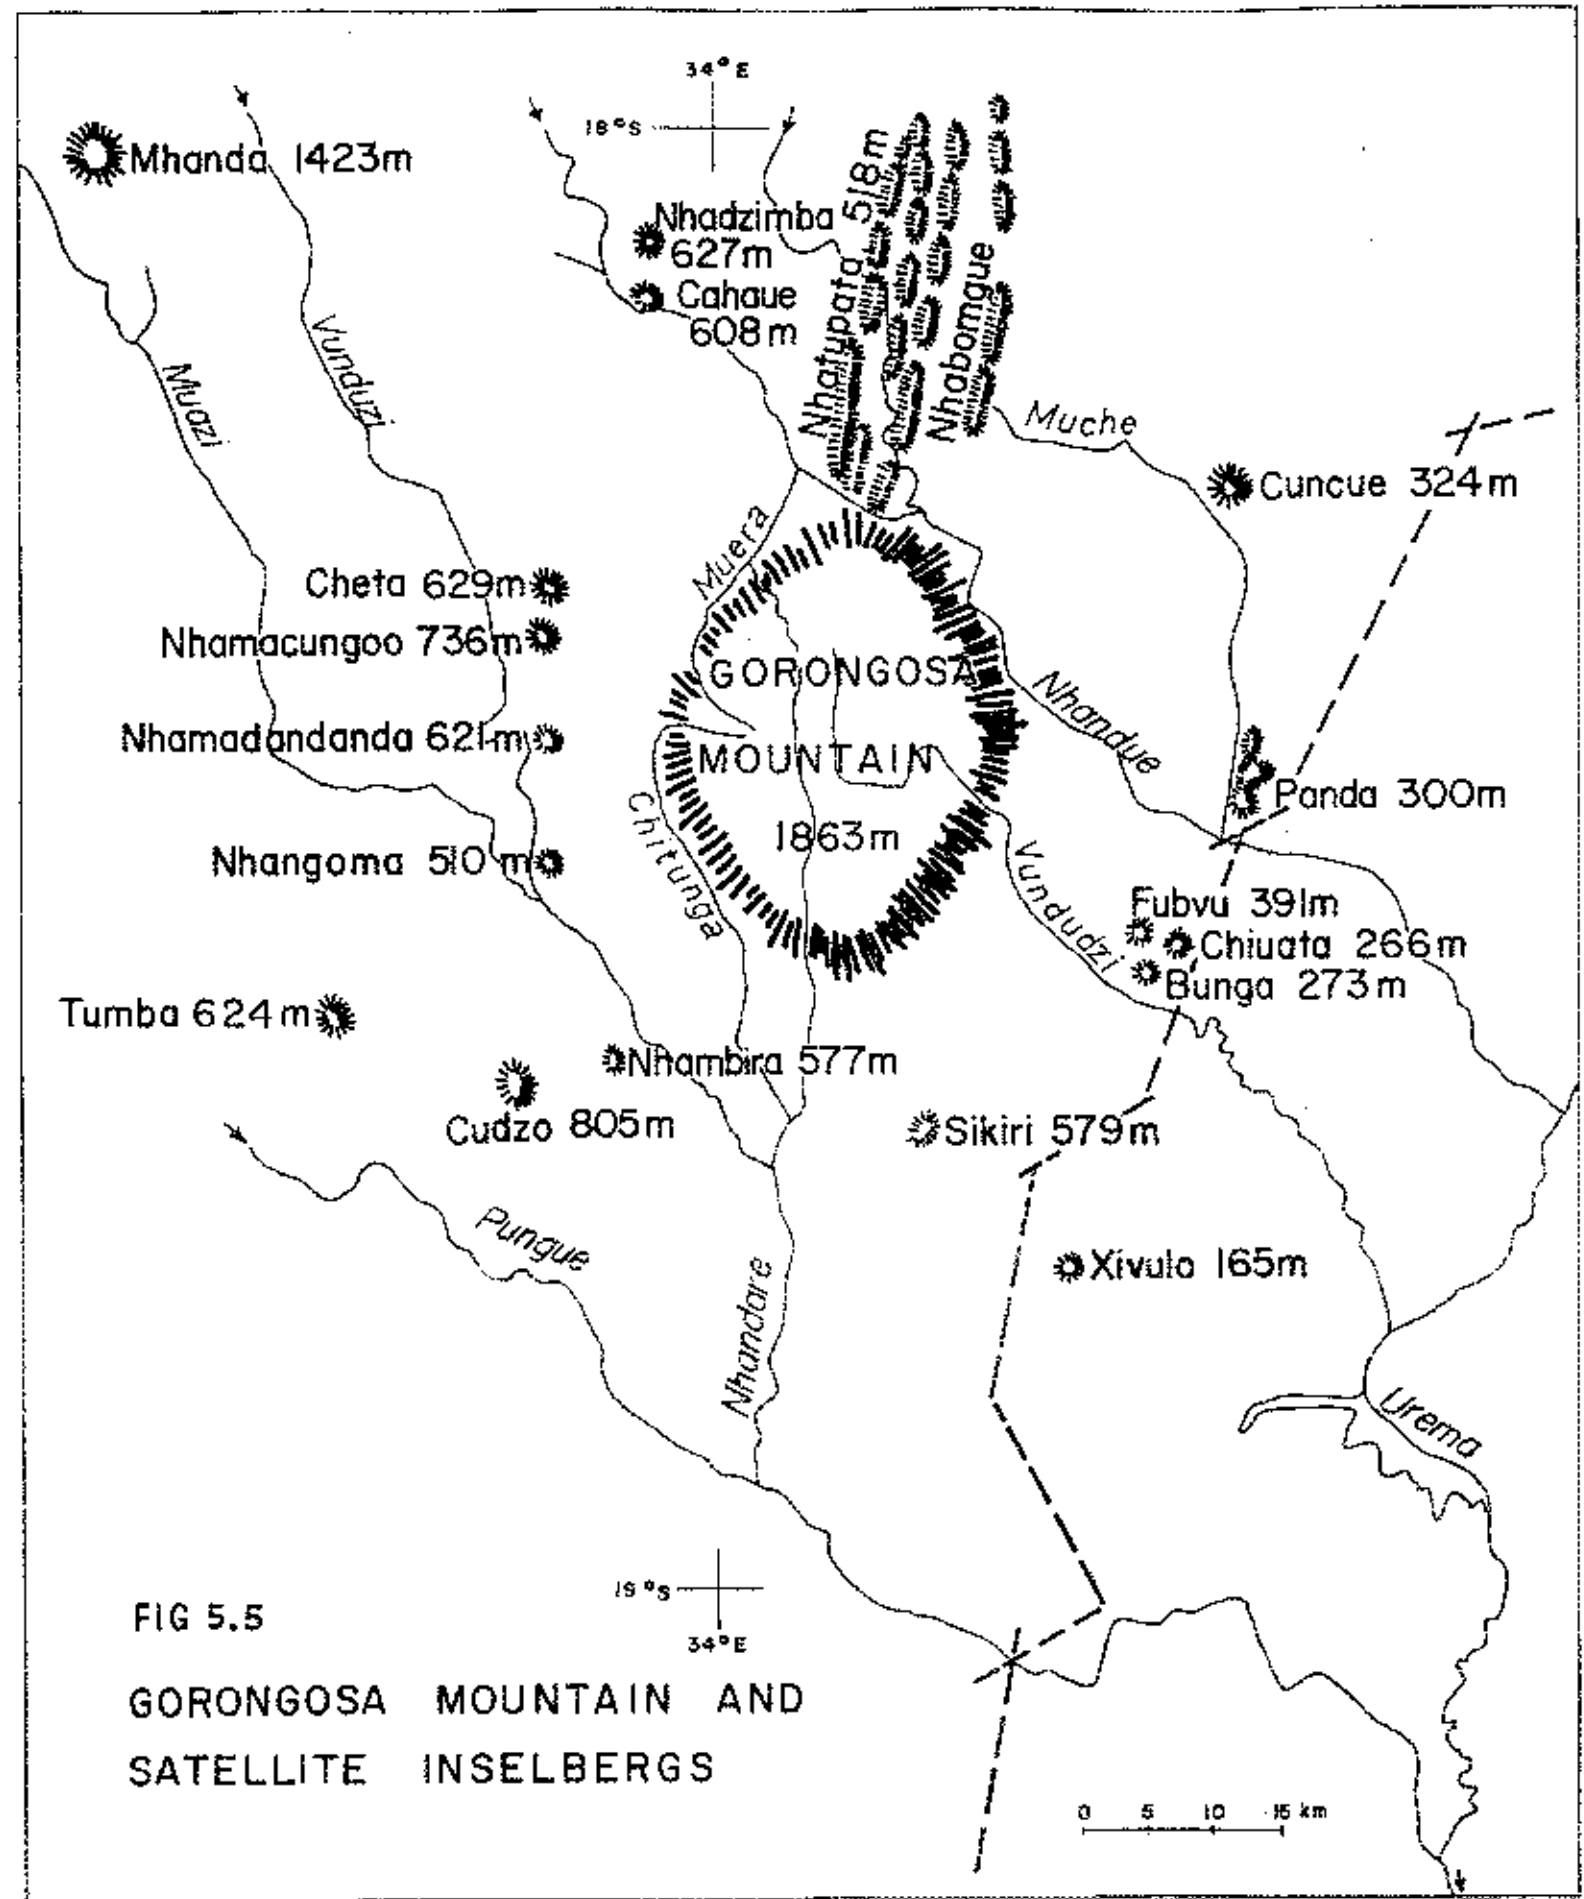 34°E
18°S
Mhanda 1423m
Nhadzimba
627m
Cahaue
608m
Nhatupata 518m
Nhabomgue
Muazi
Vunduzi
Muche
Cuncue 324m
Muera
Cheta 629m
Nhamacungoo 736m
GORONGOSA
MOUNTAIN
1863m
Nhandue
Nhamadandanda 621m
Panda 300m
Chitunga
Nhangoma 510m
Vundudzi
Fubvu 391m
Chiuata 266m
Bunga 273m
Tumba 624m
Nhambira 577m
Cudzo 805m
Sikiri 579m
Pungue
Xivulo 165m
Nhandare
Urema
19°S
34°E
FIG 5.5
GORONGOSA MOUNTAIN AND
SATELLITE INSELBERGS
0 5 10 15 km